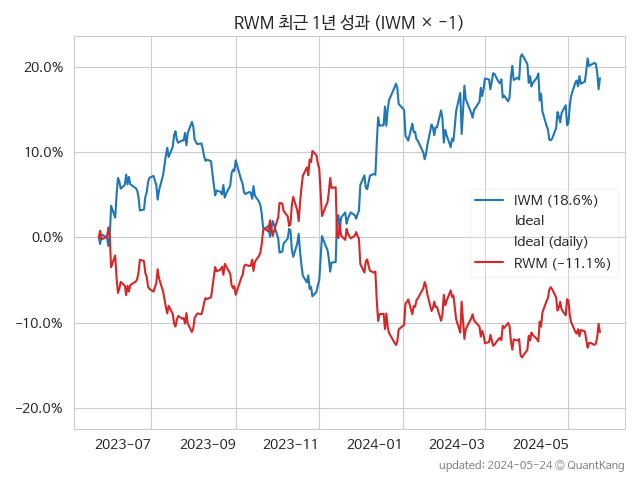 RWM 최근 1년 성과 (IWM × −1)
20.0%
10.0%
0.0%
−10.0%
−20.0%
IWM (18.6%)
Ideal
Ideal (daily)
RWM (−11.1%)
2023-07
2023-09
2023-11
2024-01
2024-03
2024-05
updated: 2024-05-24 © QuantKang